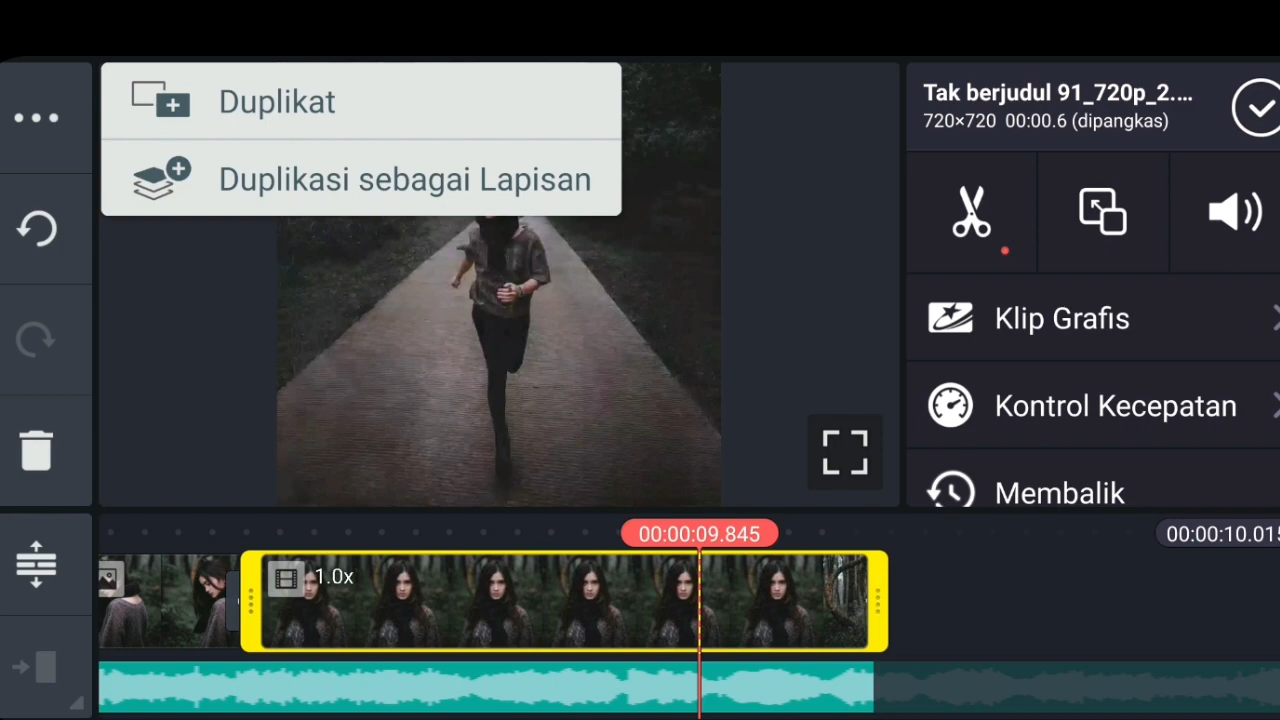 Duplikat
Duplikasi sebagai Lapisan
Tak berjudul 91_720p_2....
720×720 00:00.6 (dipangkas)
Klip Grafis
Kontrol Kecepatan
Membalik
00:00:09.845
00:00:10.015
1.0x